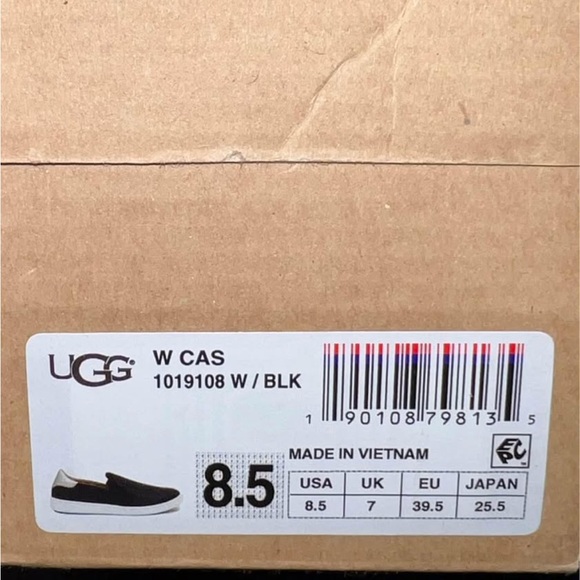 UGG®
W CAS
1019108 W / BLK
1 90108 79813 5
8.5
MADE IN VIETNAM
EPC
USA UK EU JAPAN
8.5 7 39.5 25.5